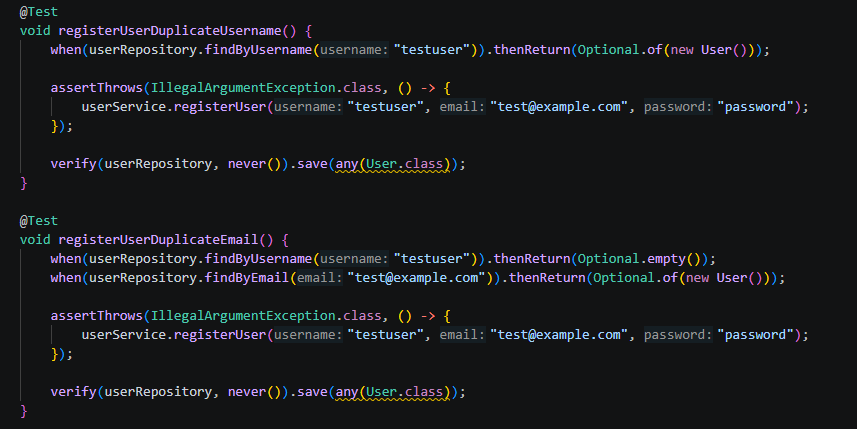 @Test
void registerUserDuplicateUsername() {
    when(userRepository.findByUsername(username: "testuser")).thenReturn(Optional.of(new User()));

    assertThrows(IllegalArgumentException.class, () -> {
        userService.registerUser(username: "testuser", email: "test@example.com", password: "password");
    });

    verify(userRepository, never()).save(any(User.class));
}

@Test
void registerUserDuplicateEmail() {
    when(userRepository.findByUsername(username: "testuser")).thenReturn(Optional.empty());
    when(userRepository.findByEmail(email: "test@example.com")).thenReturn(Optional.of(new User()));

    assertThrows(IllegalArgumentException.class, () -> {
        userService.registerUser(username: "testuser", email: "test@example.com", password: "password");
    });

    verify(userRepository, never()).save(any(User.class));
}